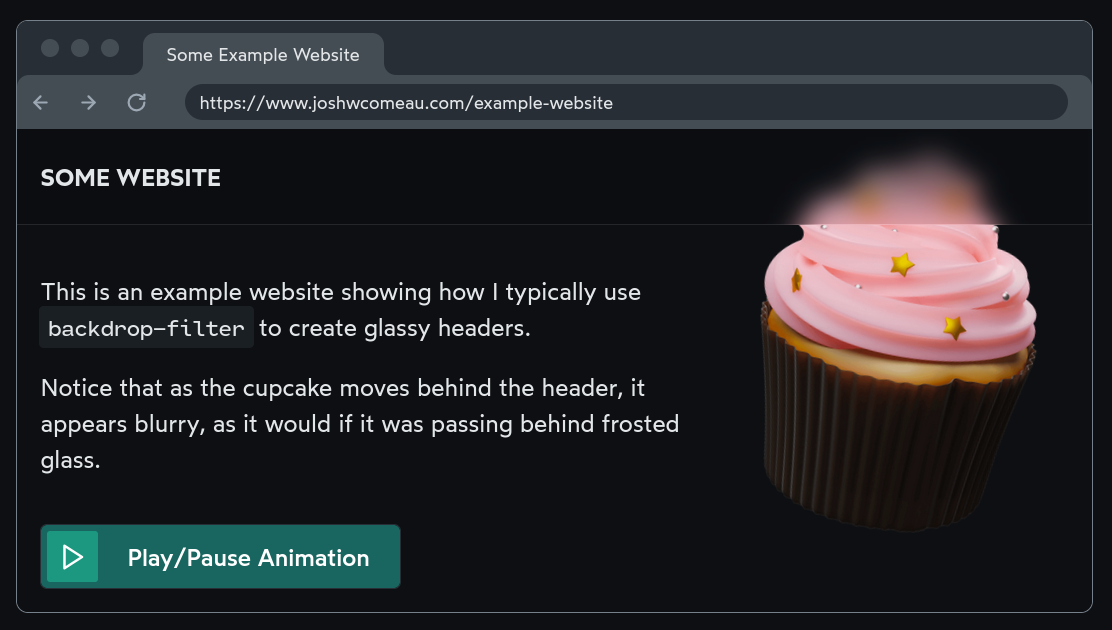 Some Example Website
https://www.joshwcomeau.com/example-website
SOME WEBSITE
This is an example website showing how I typically use
backdrop-filter to create glassy headers.
Notice that as the cupcake moves behind the header, it
appears blurry, as it would if it was passing behind frosted
glass.
Play/Pause Animation